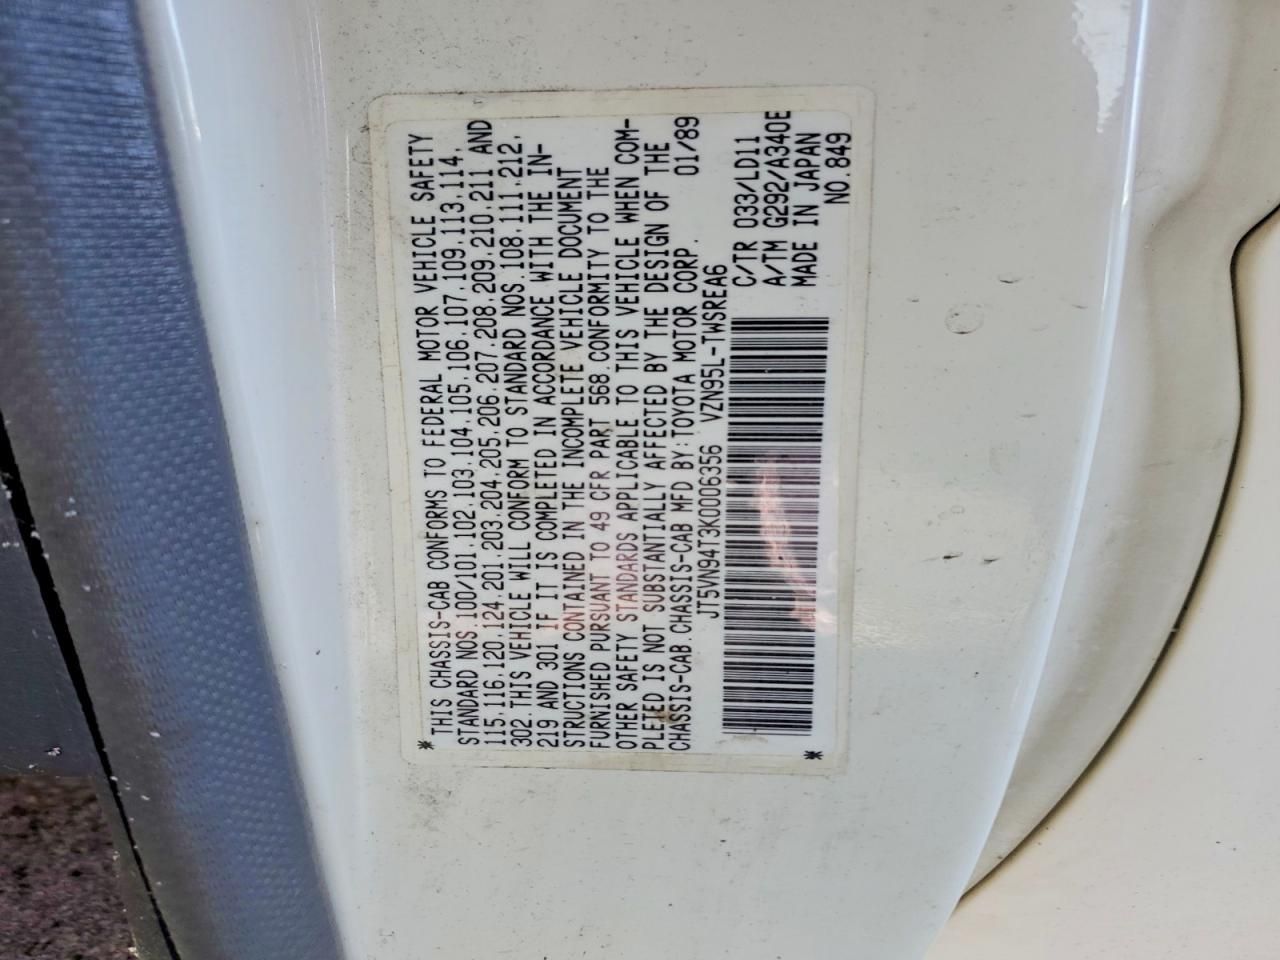 * THIS CHASSIS-CAB CONFORMS TO FEDERAL MOTOR VEHICLE SAFETY
STANDARD NOS.100/101.102.103.104.105.106.107.109.113.114.
115.116.120.124.201.203.204.205.206.207.208.209.210.211 AND
302.THIS VEHICLE WILL CONFORM TO STANDARD NOS.108.111.212.
219 AND 301 IF IT IS COMPLETED IN ACCORDANCE WITH THE IN-
STRUCTIONS CONTAINED IN THE INCOMPLETE VEHICLE DOCUMENT
FURNISHED PURSUANT TO 49 CFR PART 568.CONFORMITY TO THE
OTHER SAFETY STANDARDS APPLICABLE TO THIS VEHICLE WHEN COM-
PLETED IS NOT SUBSTANTIALLY AFFECTED BY THE DESIGN OF THE
CHASSIS-CAB.CHASSIS-CAB MFD BY:TOYOTA MOTOR CORP. 01/89
JT5VN94T3K0006356 VZN95L-TWSREA6
C/TR 033/LD11
A/TM G292/A340E
MADE IN JAPAN
* NO.849